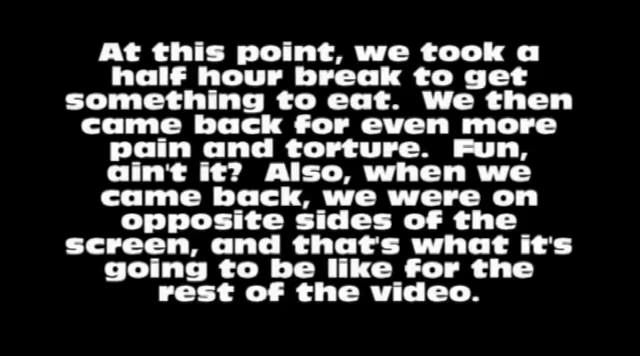 At this point, we took a
half hour break to get
something to eat.  We then
came back for even more
pain and torture.  Fun,
ain't it?  Also, when we
came back, we were on
opposite sides of the
screen, and that's what it's
going to be like for the
rest of the video.